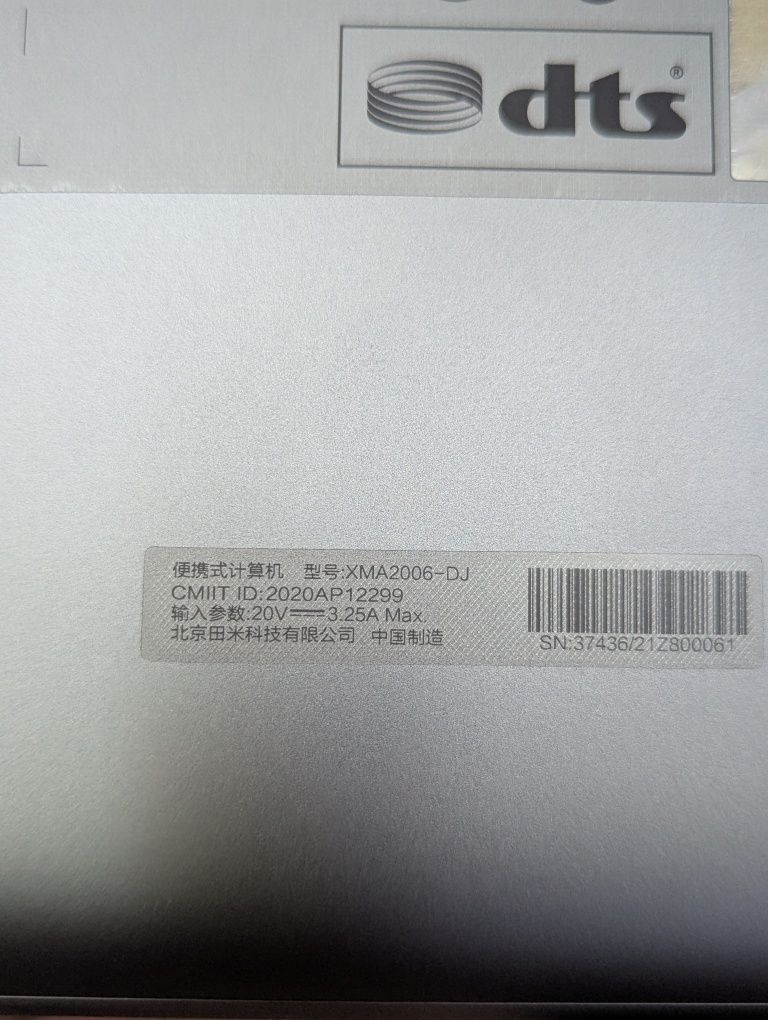 dts®
便携式计算机 型号:XMA2006-DJ
CMIIT ID:2020AP12299
输入参数:20V⎓3.25A Max.
北京田米科技有限公司 中国制造
SN:37436/21Z800061